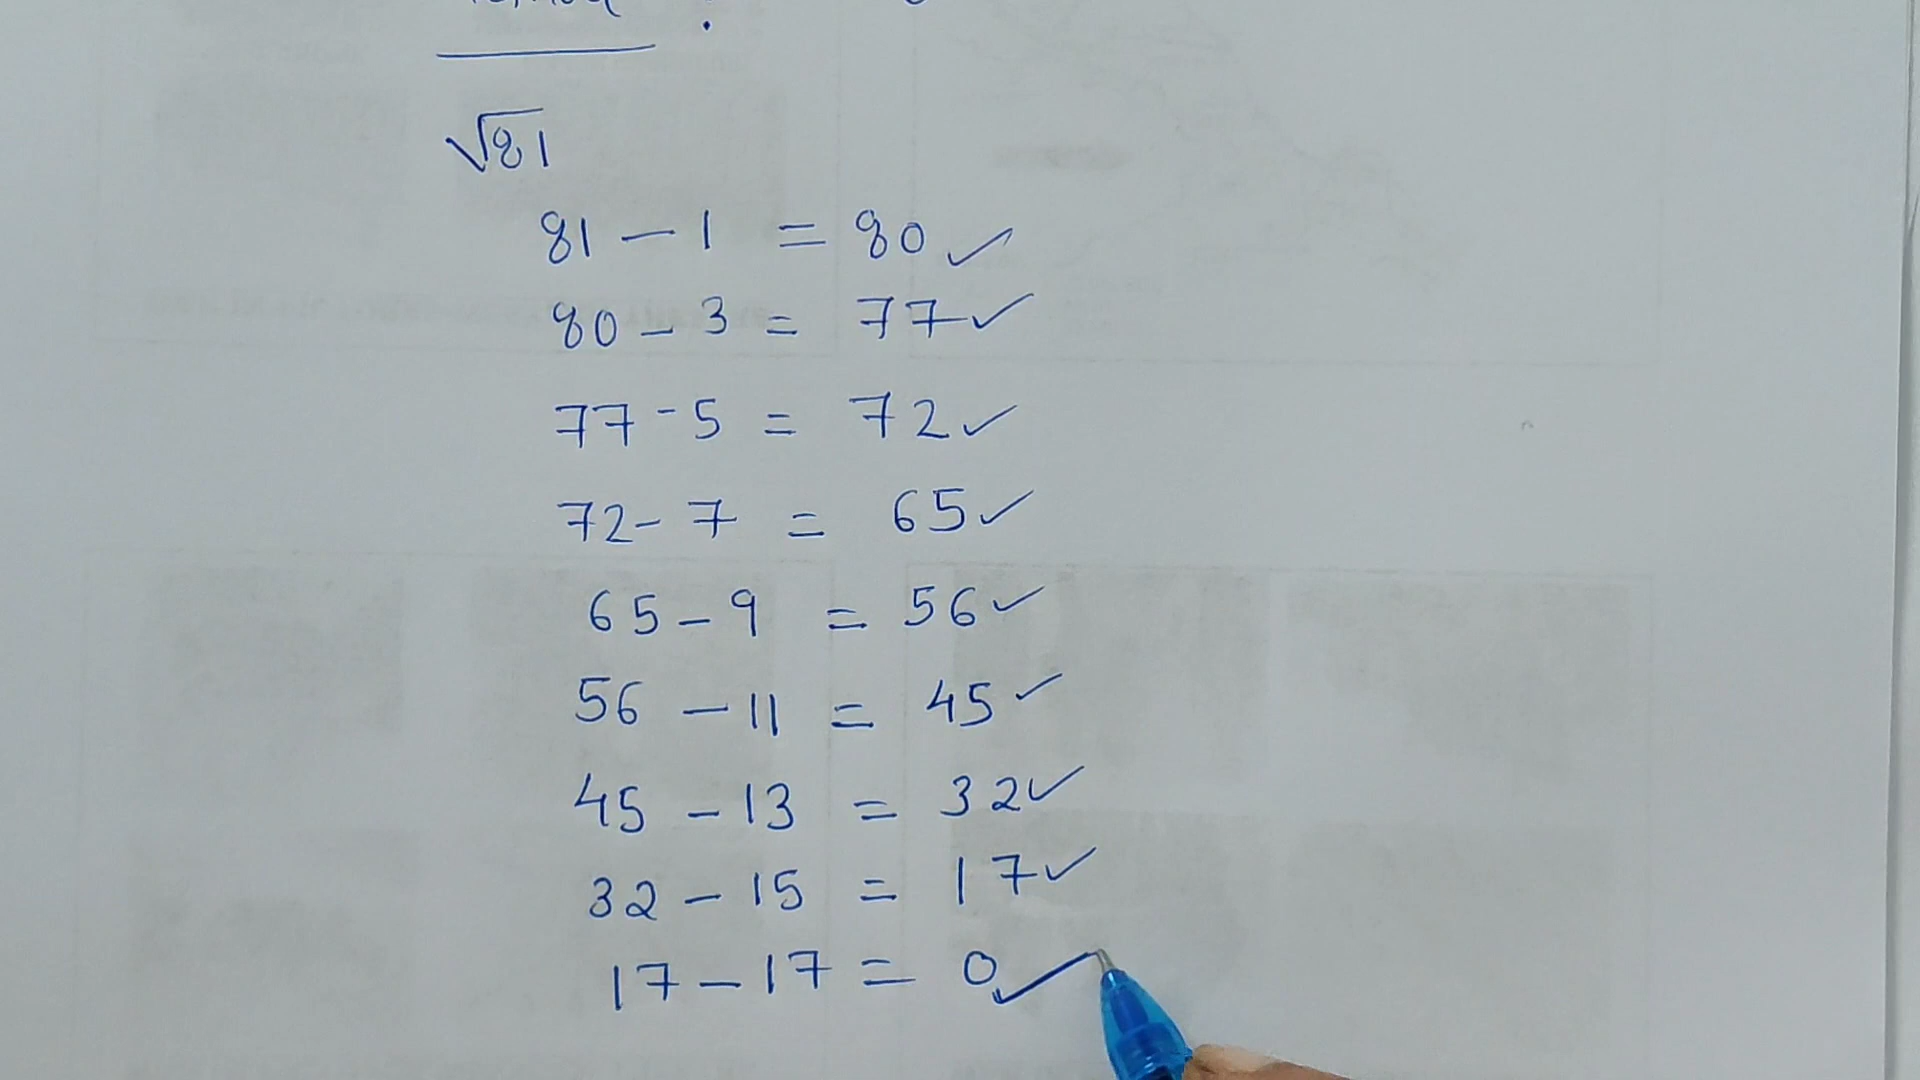 √81
81 - 1 = 80 ✓
80 - 3 = 77 ✓
77 - 5 = 72 ✓
72 - 7 = 65 ✓
65 - 9 = 56 ✓
56 - 11 = 45 ✓
45 - 13 = 32 ✓
32 - 15 = 17 ✓
17 - 17 = 0 ✓